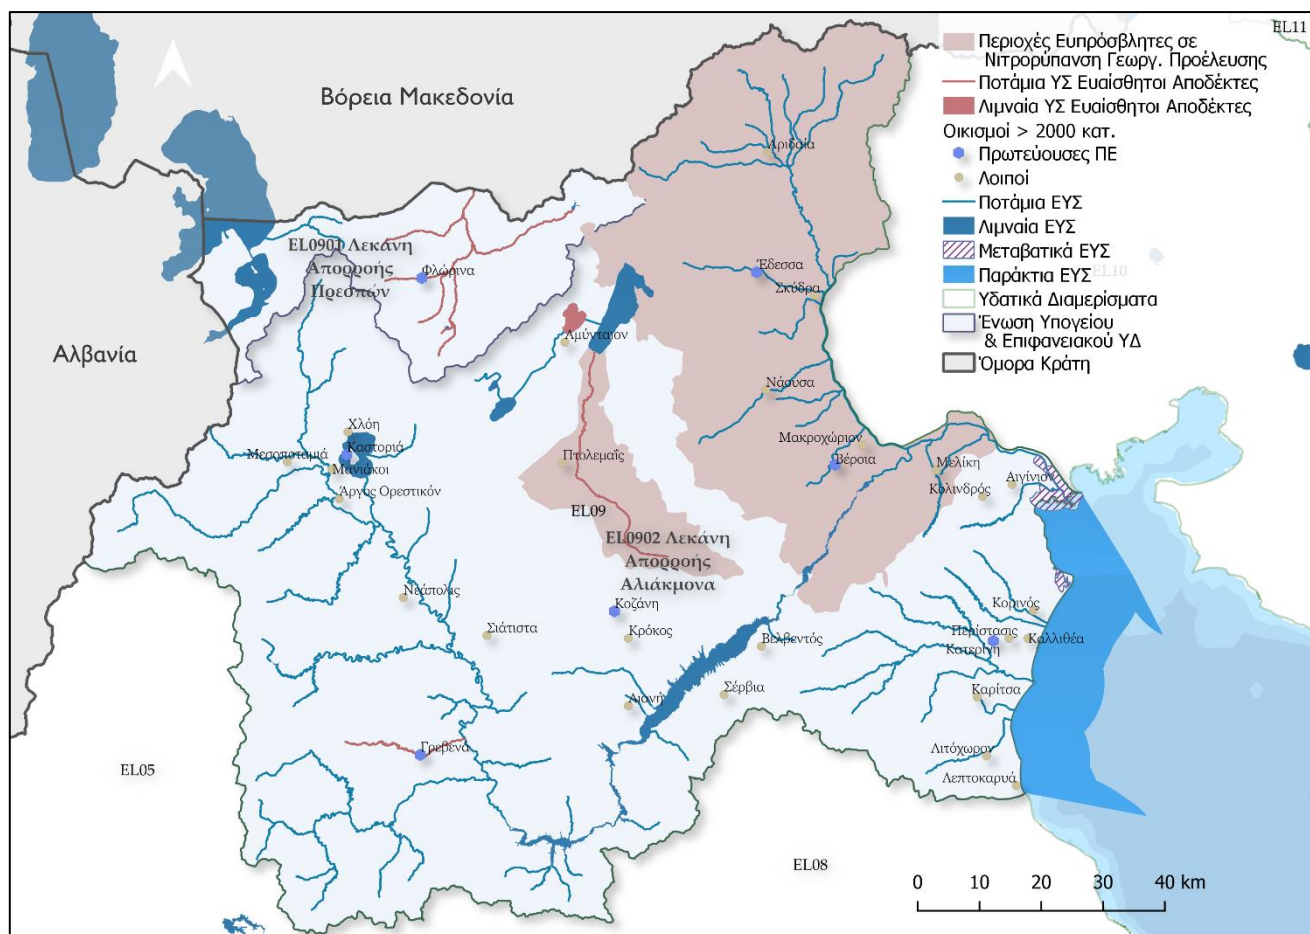 EL11
Περιοχές Ευπρόσβλητες σε
Νιτρορύπανση Γεωργ. Προέλευσης
Ποτάμια ΥΣ Ευαίσθητοι Αποδέκτες
Λιμναία ΥΣ Ευαίσθητοι Αποδέκτες
Οικισμοί > 2000 κατ.
Πρωτεύουσες ΠΕ
Λοιποί
Ποτάμια ΕΥΣ
Λιμναία ΕΥΣ
Μεταβατικά ΕΥΣ
Παράκτια ΕΥΣ
EL10
Υδατικά Διαμερίσματα
Ένωση Υπογείου
& Επιφανειακού ΥΔ
Όμορα Κράτη
Βόρεια Μακεδονία
Αλβανία
Αριδαία
EL0901 Λεκάνη
Απορροής
Πρεσπών
Φλώρινα
Έδεσσα
Σκύδρα
Αμύνταιον
Νάουσα
Χλόη
Καστοριά
Μεσοποταμιά
Μανιάκοι
Άργος Ορεστικόν
Πτολεμαΐς
Μακροχώριον
Βέροια
Μελίκη
Κολινδρός
Αιγίνιον
EL09
EL0902 Λεκάνη
Απορροής
Αλιάκμονα
Νεάπολις
Σιάτιστα
Κοζάνη
Κρόκος
Βελβεντός
Κορινός
Περίστασις
Κατερίνη
Καλλιθέα
Αιανή
Σέρβια
Καρίτσα
Γρεβενά
Λιτόχωρον
Λεπτοκαρυά
EL05
EL08
0 10 20 30 40 km